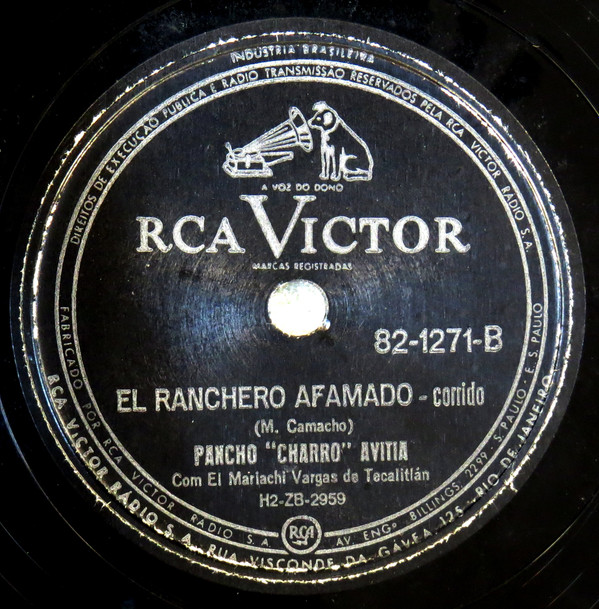 INDÚSTRIA BRASILEIRA
DIREITOS DE EXECUÇÃO PUBLICA E RADIO TRANSMISSÃO RESERVADOS PELA RCA VICTOR RADIO S.A.
A VOZ DO DONO
RCA VICTOR
MARCAS REGISTRADAS
82-1271-B
EL RANCHERO AFAMADO - corrido
(M. Camacho)
PANCHO "CHARRO" AVITIA
Com El Mariachi Vargas de Tecalitlán
H2-ZB-2959
RCA
FABRICADO POR RCA VICTOR RADIO S.A. AV. ENGº BILLINGS, 2299 - S. PAULO - E. S. PAULO
RCA VICTOR RÁDIO S.A. RUA VISCONDE DA GÁVEA, 125 - RIO DE JANEIRO